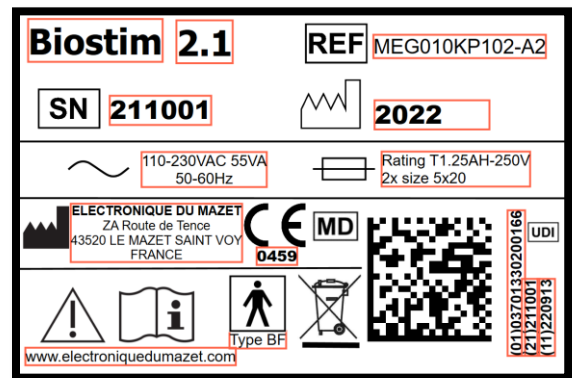 Biostim 2.1
REF MEG010KP102-A2
SN 211001
2022
110-230VAC 55VA
50-60Hz
Rating T1.25AH-250V
2x size 5x20
ELECTRONIQUE DU MAZET
ZA Route de Tence
43520 LE MAZET SAINT VOY
FRANCE
CE
0459
MD
UDI
(01)03701330200166
(21)211001
(11)220913
Type BF
www.electroniquedumazet.com